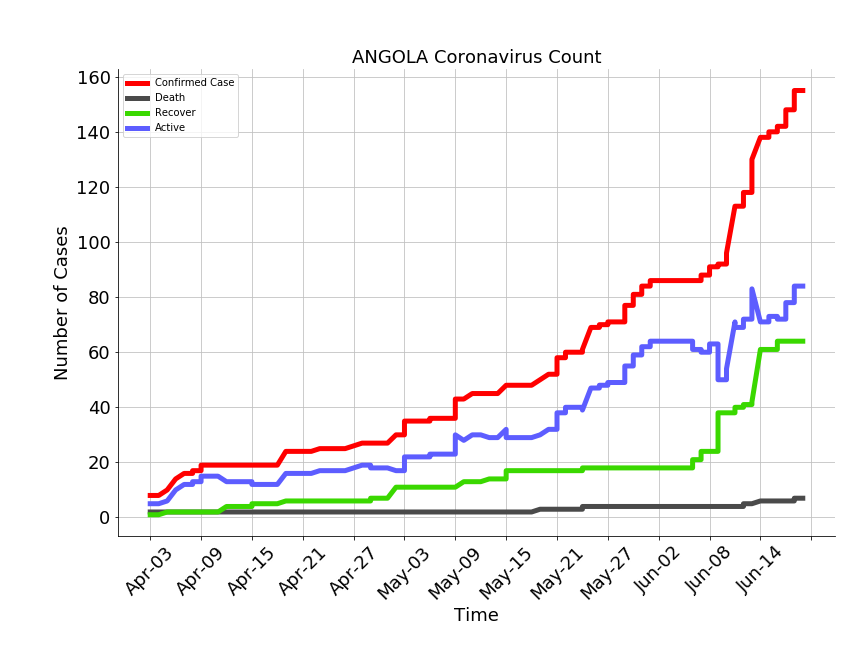 ANGOLA Coronavirus Count
Confirmed Case
Death
Recover
Active
Number of Cases
160
140
120
100
80
60
40
20
0
Apr-03 Apr-09 Apr-15 Apr-21 Apr-27 May-03 May-09 May-15 May-21 May-27 Jun-02 Jun-08 Jun-14
Time